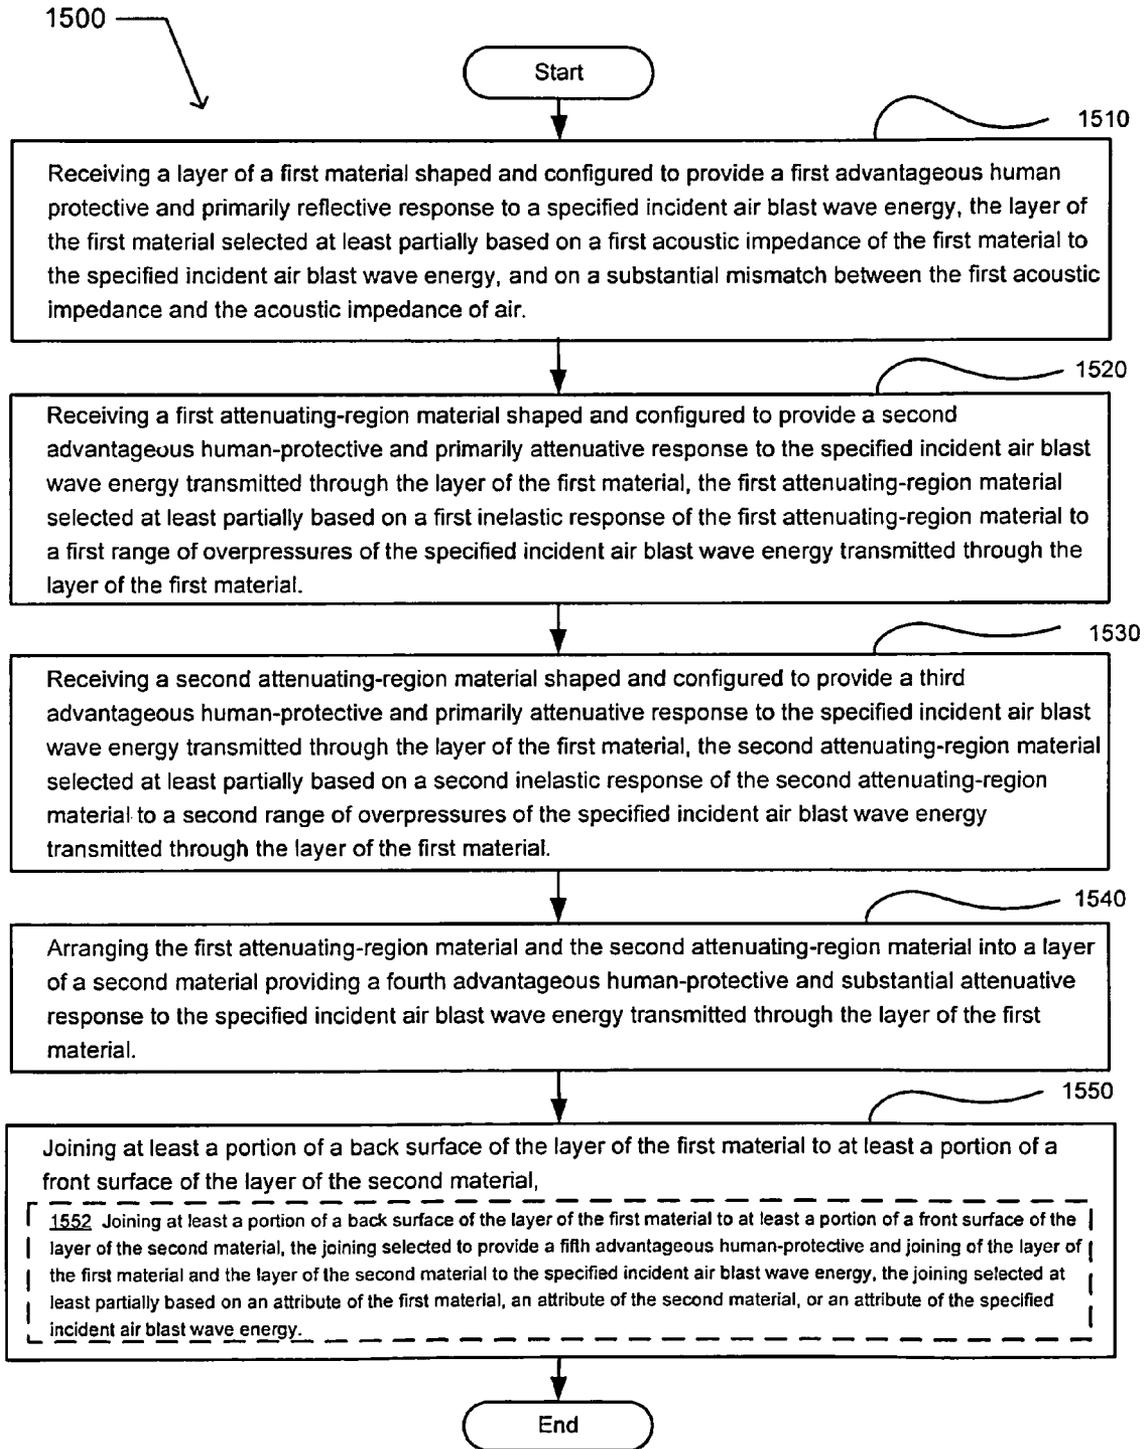 1500
Start
1510
Receiving a layer of a first material shaped and configured to provide a first advantageous human
protective and primarily reflective response to a specified incident air blast wave energy, the layer of
the first material selected at least partially based on a first acoustic impedance of the first material to
the specified incident air blast wave energy, and on a substantial mismatch between the first acoustic
impedance and the acoustic impedance of air.
1520
Receiving a first attenuating-region material shaped and configured to provide a second
advantageous human-protective and primarily attenuative response to the specified incident air blast
wave energy transmitted through the layer of the first material, the first attenuating-region material
selected at least partially based on a first inelastic response of the first attenuating-region material to
a first range of overpressures of the specified incident air blast wave energy transmitted through the
layer of the first material.
1530
Receiving a second attenuating-region material shaped and configured to provide a third
advantageous human-protective and primarily attenuative response to the specified incident air blast
wave energy transmitted through the layer of the first material, the second attenuating-region material
selected at least partially based on a second inelastic response of the second attenuating-region
material to a second range of overpressures of the specified incident air blast wave energy
transmitted through the layer of the first material.
1540
Arranging the first attenuating-region material and the second attenuating-region material into a layer
of a second material providing a fourth advantageous human-protective and substantial attenuative
response to the specified incident air blast wave energy transmitted through the layer of the first
material.
1550
Joining at least a portion of a back surface of the layer of the first material to at least a portion of a
front surface of the layer of the second material,
1552 Joining at least a portion of a back surface of the layer of the first material to at least a portion of a front surface of the
layer of the second material, the joining selected to provide a fifth advantageous human-protective and joining of the layer of
the first material and the layer of the second material to the specified incident air blast wave energy, the joining selected at
least partially based on an attribute of the first material, an attribute of the second material, or an attribute of the specified
incident air blast wave energy.
End